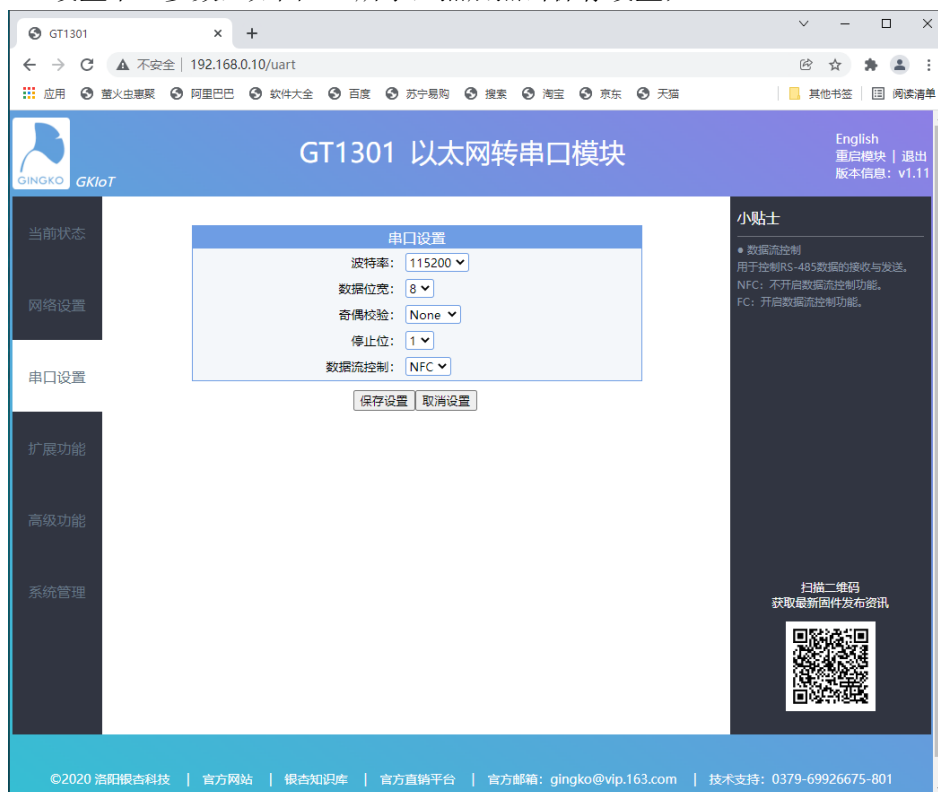 GT1301
不安全 | 192.168.0.10/uart
应用 萤火虫惠聚 阿里巴巴 软件大全 百度 苏宁易购 搜索 淘宝 京东 天猫 其他书签 阅读清单
GINGKO GKIoT
GT1301 以太网转串口模块
English
重启模块 | 退出
版本信息：v1.11
当前状态
网络设置
串口设置
扩展功能
高级功能
系统管理
串口设置
波特率： 115200
数据位宽： 8
奇偶校验： None
停止位： 1
数据流控制： NFC
保存设置 取消设置
小贴士
● 数据流控制
用于控制RS-485数据的接收与发送。
NFC：不开启数据流控制功能。
FC：开启数据流控制功能。
扫描二维码
获取最新固件发布资讯
©2020 洛阳银杏科技 | 官方网站 | 银杏知识库 | 官方直销平台 | 官方邮箱：gingko@vip.163.com | 技术支持：0379-69926675-801